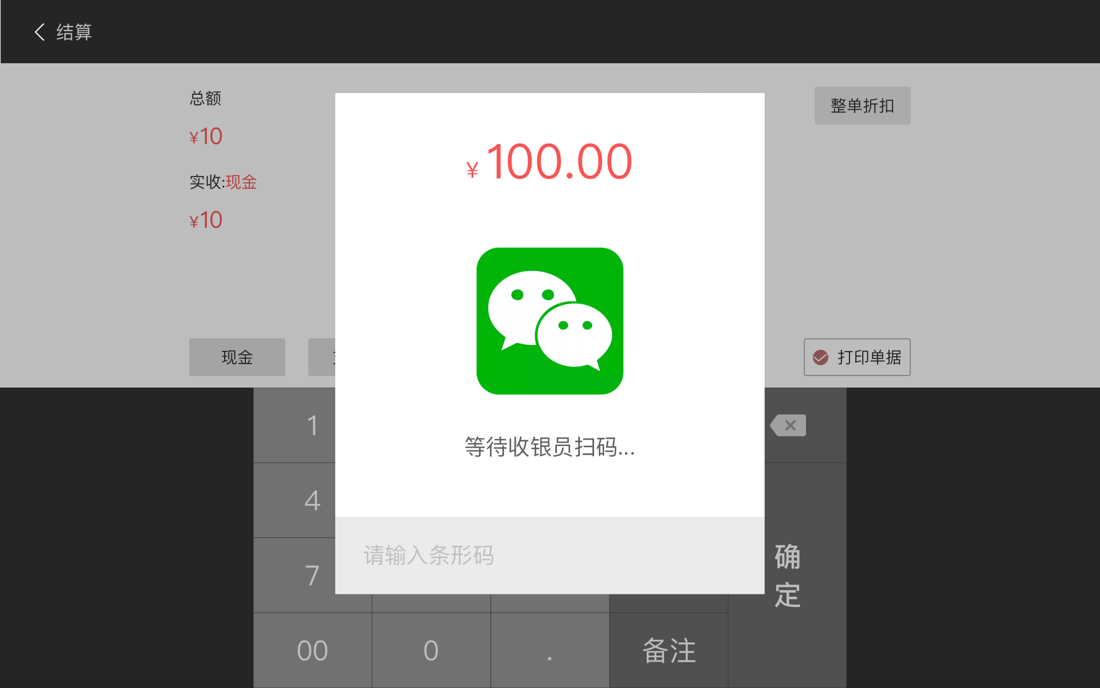 结算
总额
¥10
实收:现金
¥10
整单折扣
¥100.00
等待收银员扫码...
请输入条形码
现金
打印单据
1
4
7
确定
00
0
.
备注